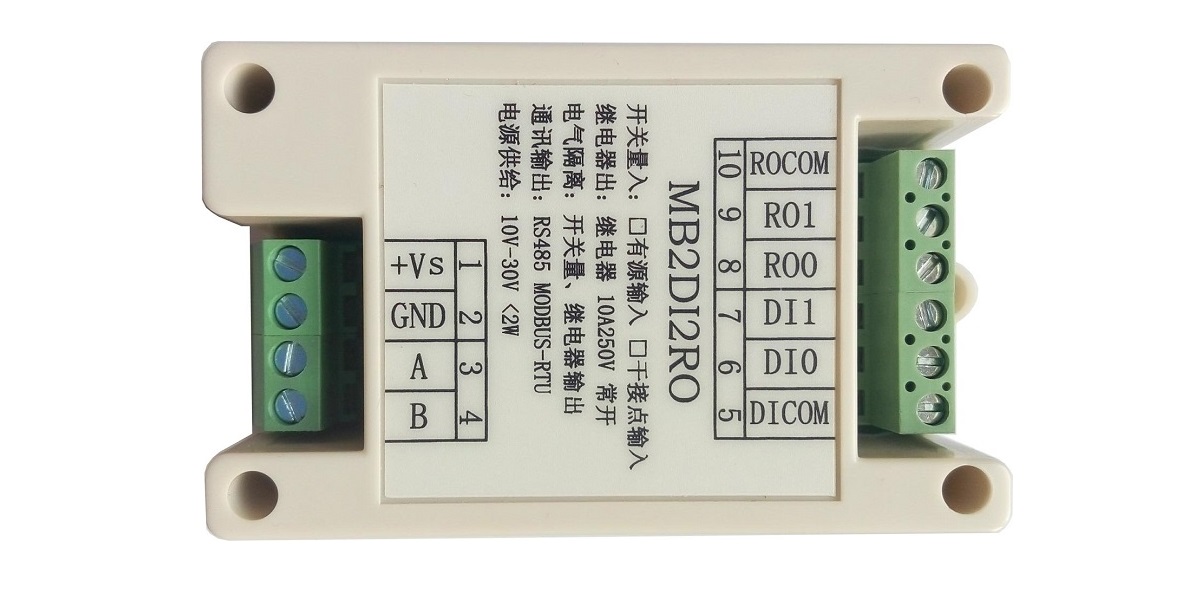 MB2DI2RO
开关量入: □有源输入 □干接点输入
继电器出: 继电器 10A250V 常开
电气隔离: 开关量、继电器输出
通讯输出: RS485 MODBUS-RTU
电源供给: 10V-30V <2W
10 ROCOM
9 RO1
8 RO0
7 DI1
6 DI0
5 DICOM
+Vs 1
GND 2
A 3
B 4